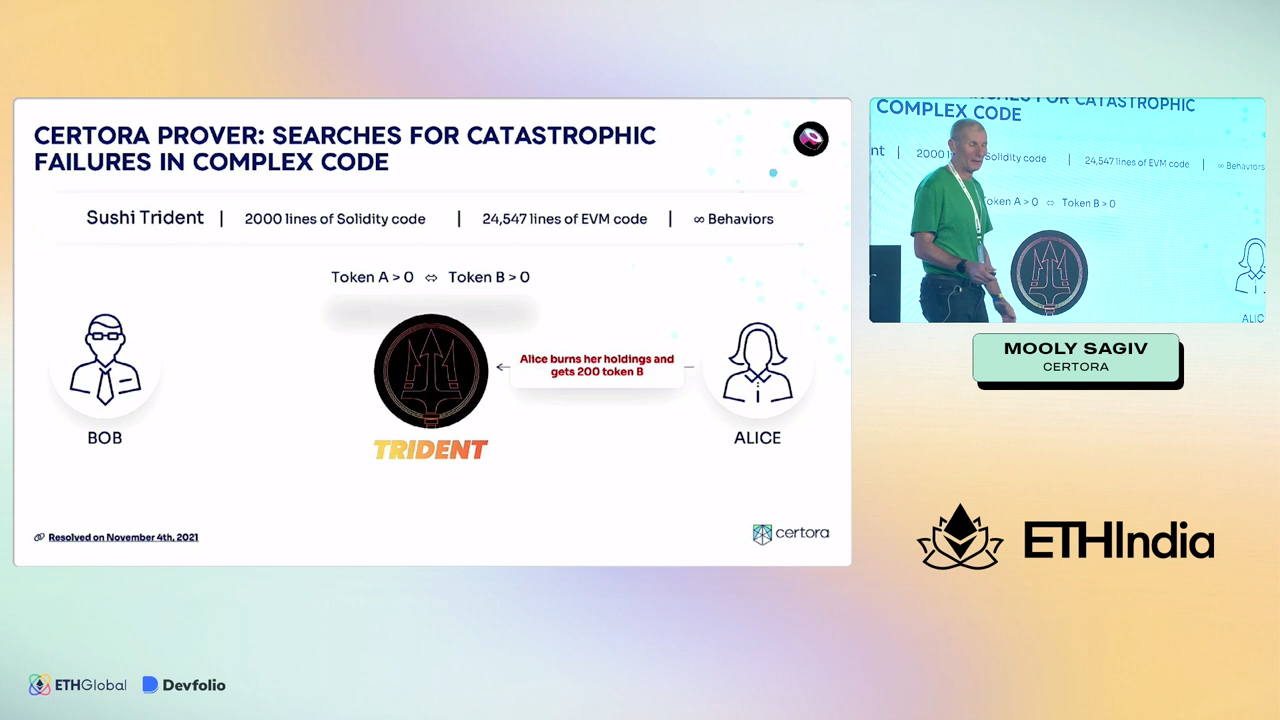 CERTORA PROVER: SEARCHES FOR CATASTROPHIC
FAILURES IN COMPLEX CODE
Sushi Trident | 2000 lines of Solidity code | 24,547 lines of EVM code | ∞ Behaviors
Token A > 0 ⇔ Token B > 0
Alice burns her holdings and
gets 200 token B
TRIDENT
BOB
ALICE
Resolved on November 4th, 2021
certora
COMPLEX CODE
CATASTROPHIC
2000
Solidity code | 24,547 lines of EVM code | ∞ Behaviors
Token A > 0 ⇔ Token B > 0
ALIC
MOOLY SAGIV
CERTORA
ETHIndia
ETHGlobal
Devfolio